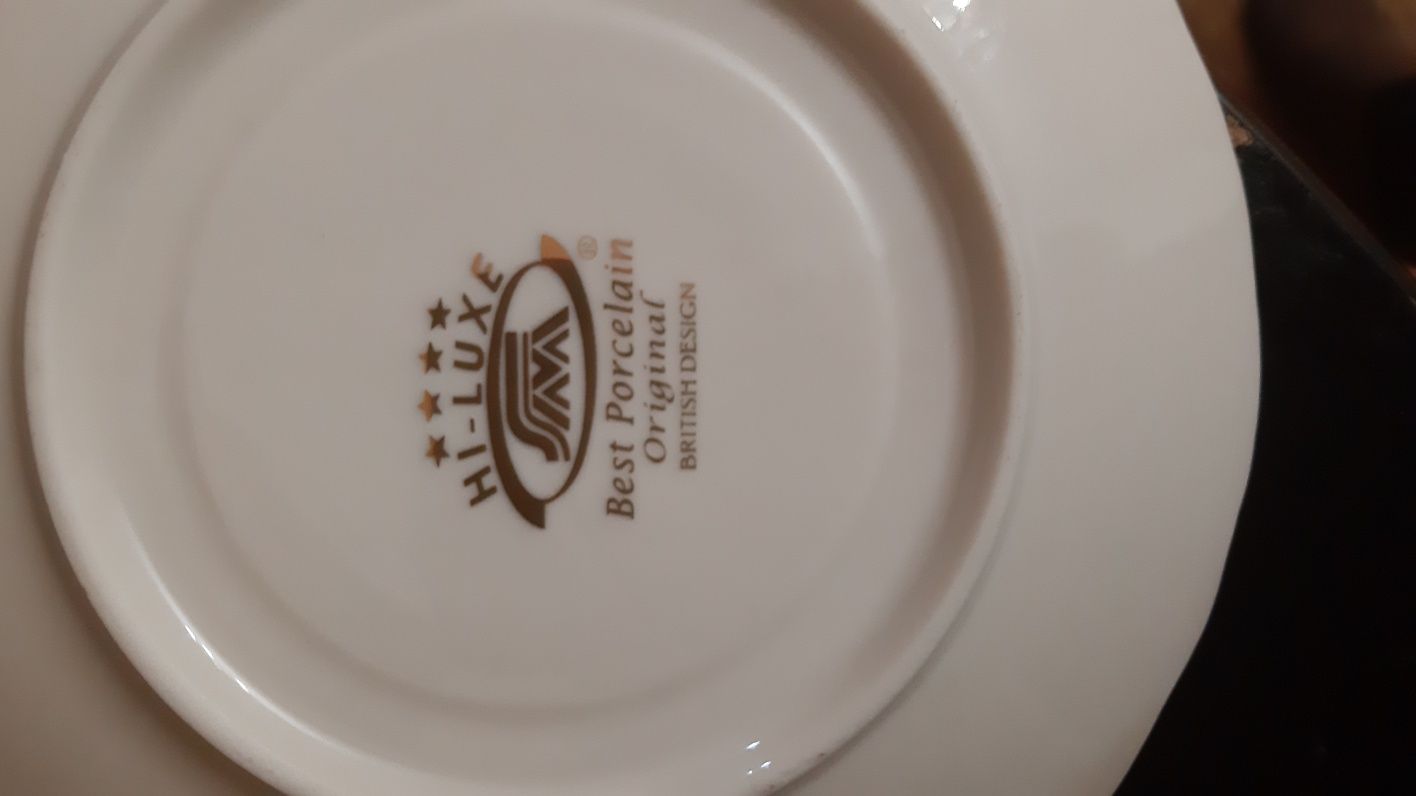 HI-LUXE
®
Best Porcelain
Original
BRITISH DESIGN